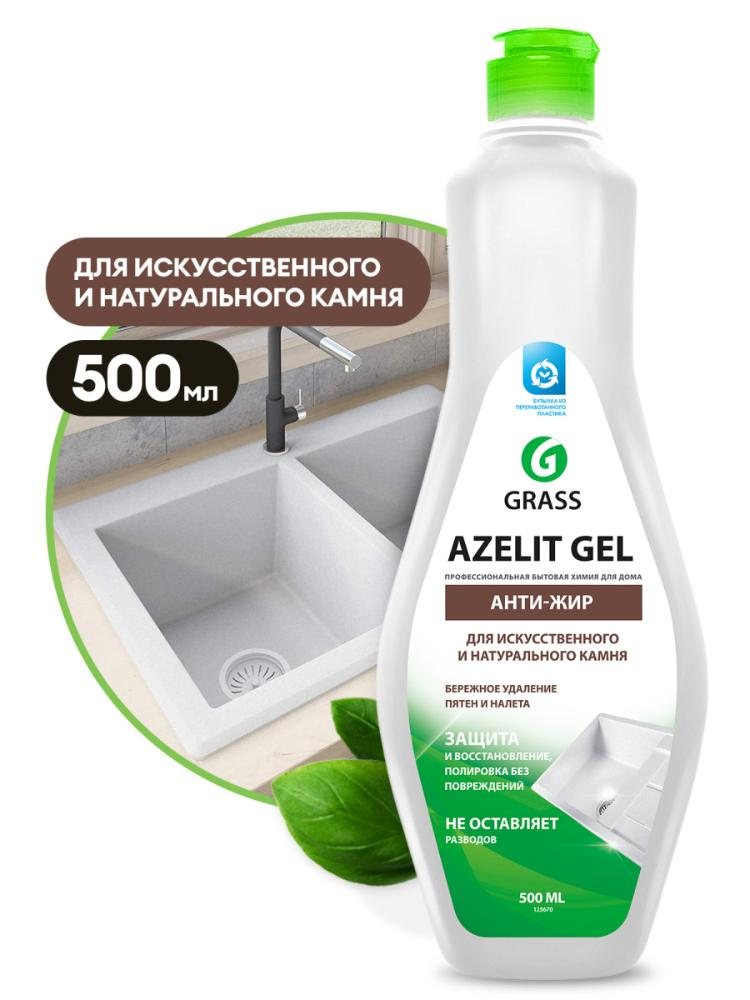 ДЛЯ ИСКУССТВЕННОГО
И НАТУРАЛЬНОГО КАМНЯ
500мл
БУТЫЛКА ИЗ
ПЕРЕРАБОТАННОГО
ПЛАСТИКА
G
GRASS
AZELIT GEL
ПРОФЕССИОНАЛЬНАЯ БЫТОВАЯ ХИМИЯ ДЛЯ ДОМА
АНТИ-ЖИР
ДЛЯ ИСКУССТВЕННОГО
И НАТУРАЛЬНОГО КАМНЯ
БЕРЕЖНОЕ УДАЛЕНИЕ
ПЯТЕН И НАЛЕТА
ЗАЩИТА
И ВОССТАНОВЛЕНИЕ,
ПОЛИРОВКА БЕЗ
ПОВРЕЖДЕНИЙ
НЕ ОСТАВЛЯЕТ
РАЗВОДОВ
500 ML
125670